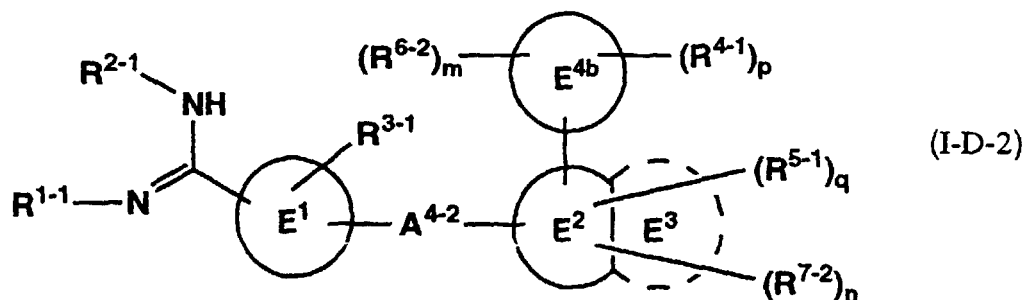 (R⁶⁻²)ₘ E⁴ᵇ (R⁴⁻¹)ₚ
R²⁻¹ NH R³⁻¹
(I-D-2)
(R⁵⁻¹)q
R¹⁻¹ N E¹ A⁴⁻² E² E³
(R⁷⁻²)ₙ